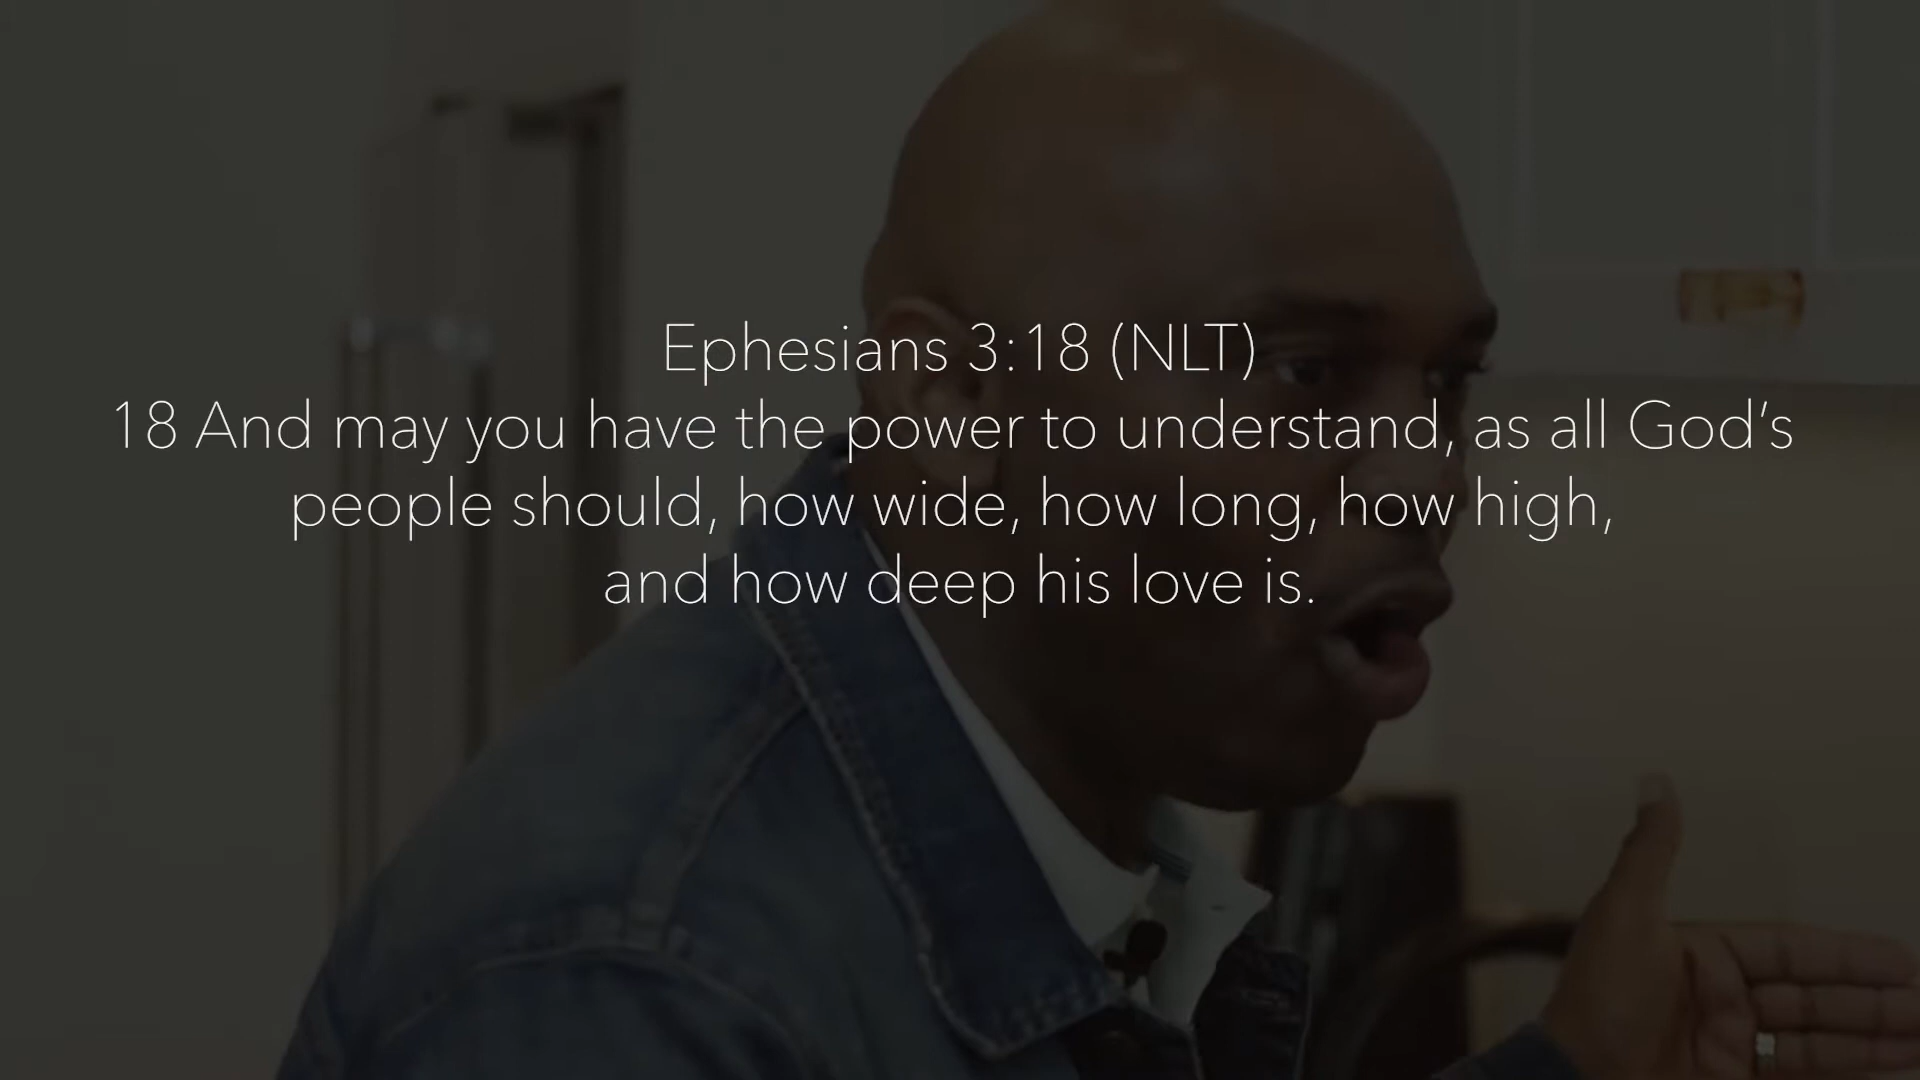 Ephesians 3:18 (NLT)
18 And may you have the power to understand, as all God’s
people should, how wide, how long, how high,
and how deep his love is.